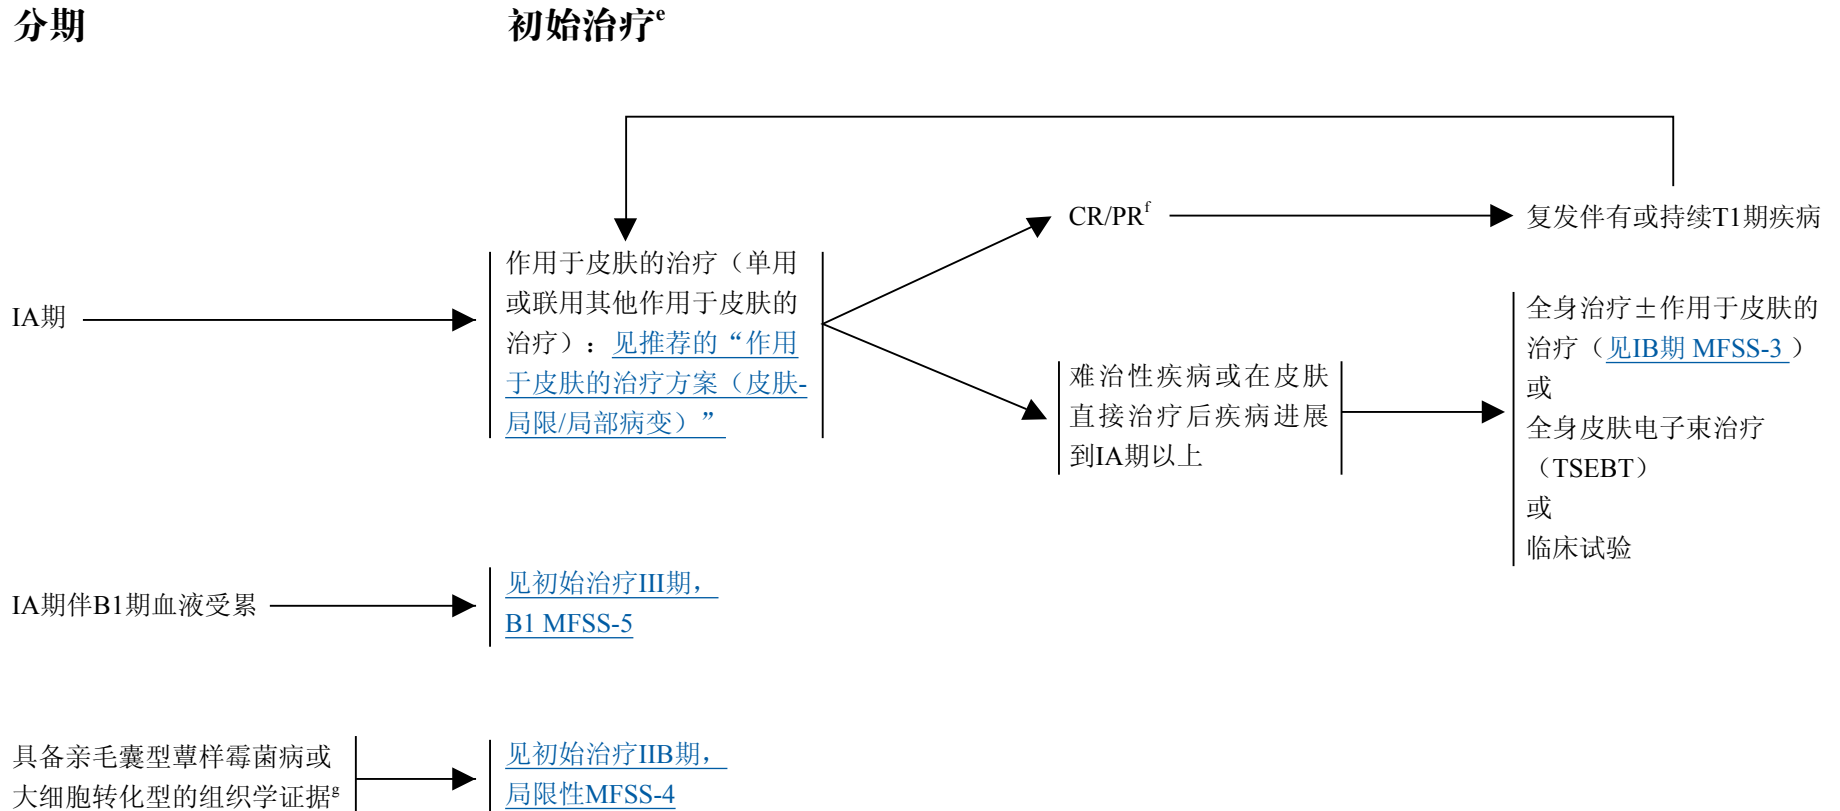 分期
初始治疗e
IA期
作用于皮肤的治疗（单用
或联用其他作用于皮肤的
治疗）：见推荐的“作用
于皮肤的治疗方案（皮肤-
局限/局部病变）”
CR/PRf
复发伴有或持续T1期疾病
难治性疾病或在皮肤
直接治疗后疾病进展
到IA期以上
全身治疗±作用于皮肤的
治疗（见IB期 MFSS-3）
或
全身皮肤电子束治疗
（TSEBT）
或
临床试验
IA期伴B1期血液受累
见初始治疗III期，
B1 MFSS-5
具备亲毛囊型蕈样霉菌病或
大细胞转化型的组织学证据g
见初始治疗IIB期，
局限性MFSS-4